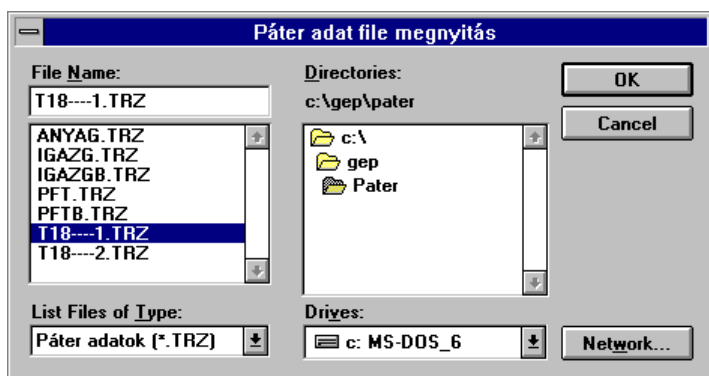 Páter adat file megnyitás
File Name:
T18----1.TRZ
ANYAG.TRZ
IGAZG.TRZ
IGAZGB.TRZ
PFT.TRZ
PFTB.TRZ
T18----1.TRZ
T18----2.TRZ
List Files of Type:
Páter adatok (*.TRZ)
Directories:
c:\gep\pater
c:\
gep
Pater
Drives:
c: MS-DOS_6
OK
Cancel
Network...